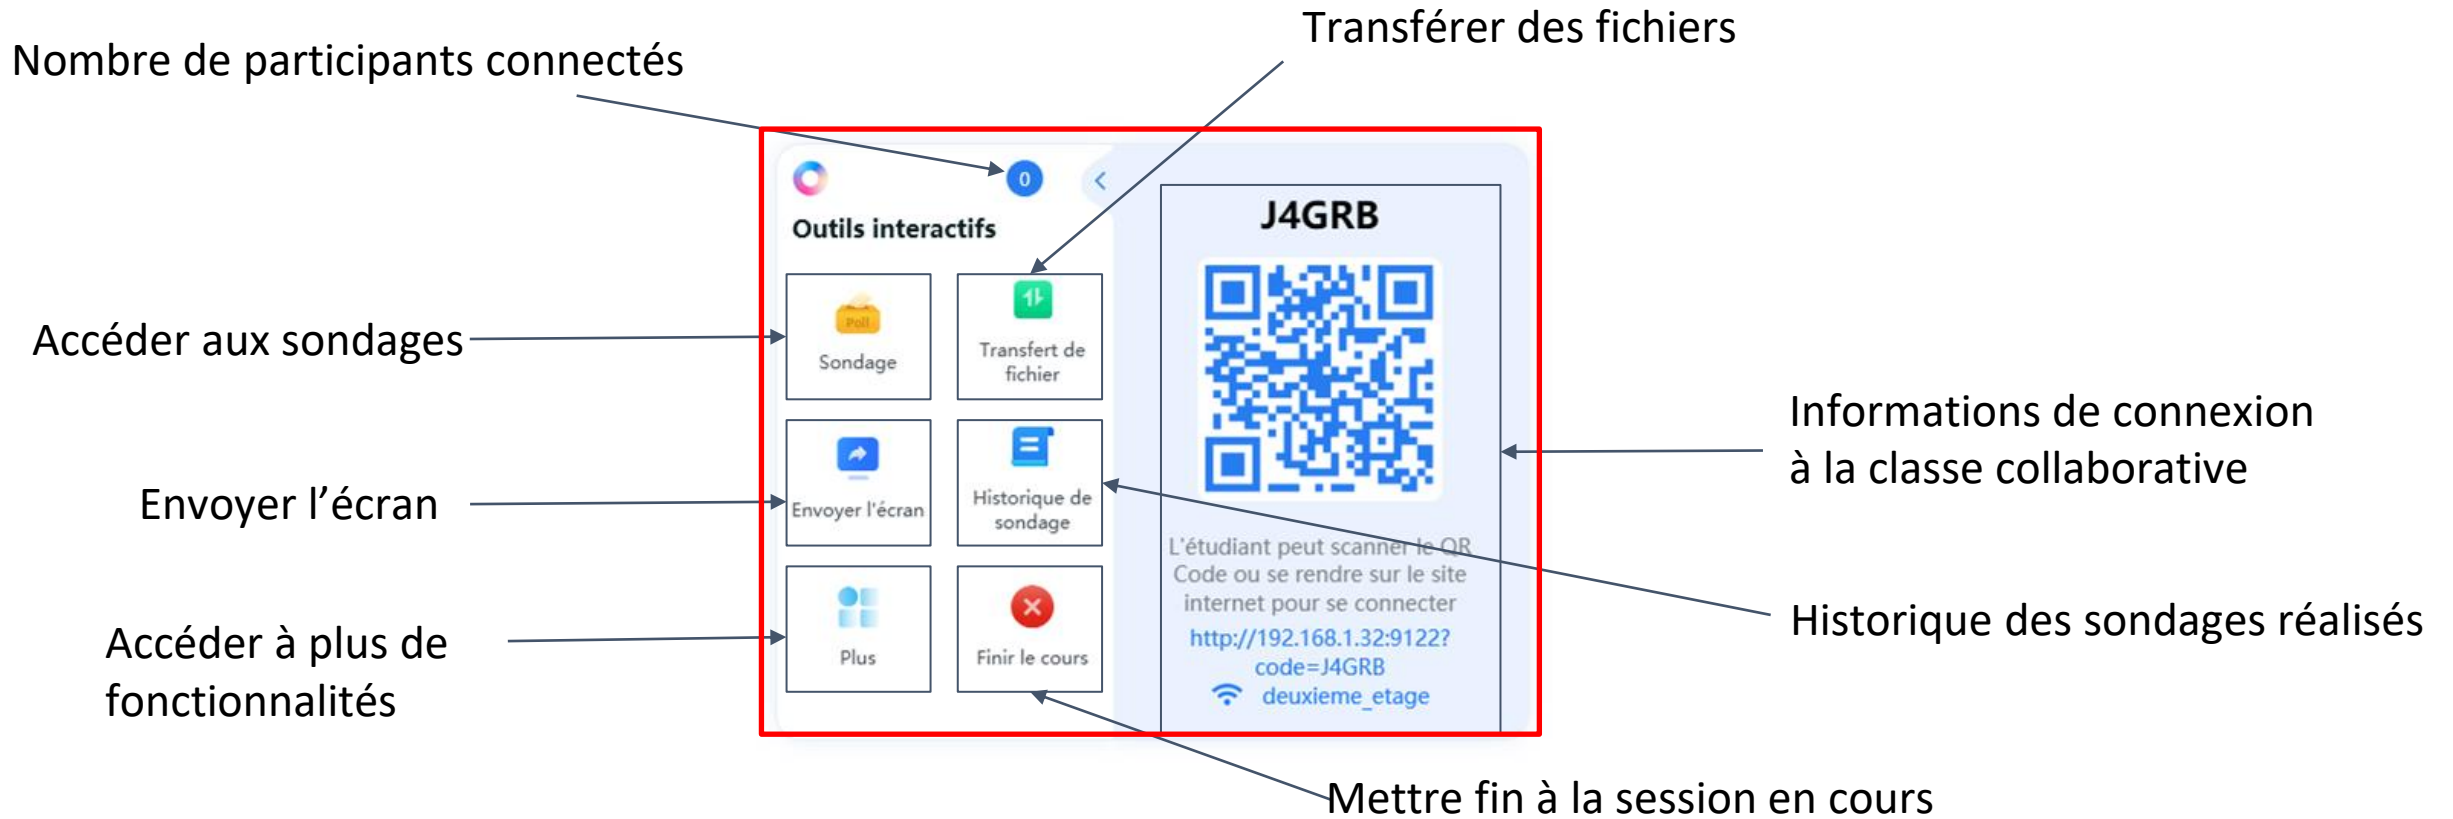 Transférer des fichiers
Nombre de participants connectés
0
Outils interactifs
J4GRB
Poll
Sondage
Transfert de
fichier
Accéder aux sondages
Envoyer l'écran
Historique de
sondage
Informations de connexion
à la classe collaborative
Envoyer l’écran
L'étudiant peut scanner le QR
Code ou se rendre sur le site
internet pour se connecter
http://192.168.1.32:9122?
code=J4GRB
deuxieme_etage
Historique des sondages réalisés
Accéder à plus de
fonctionnalités
Plus
Finir le cours
Mettre fin à la session en cours